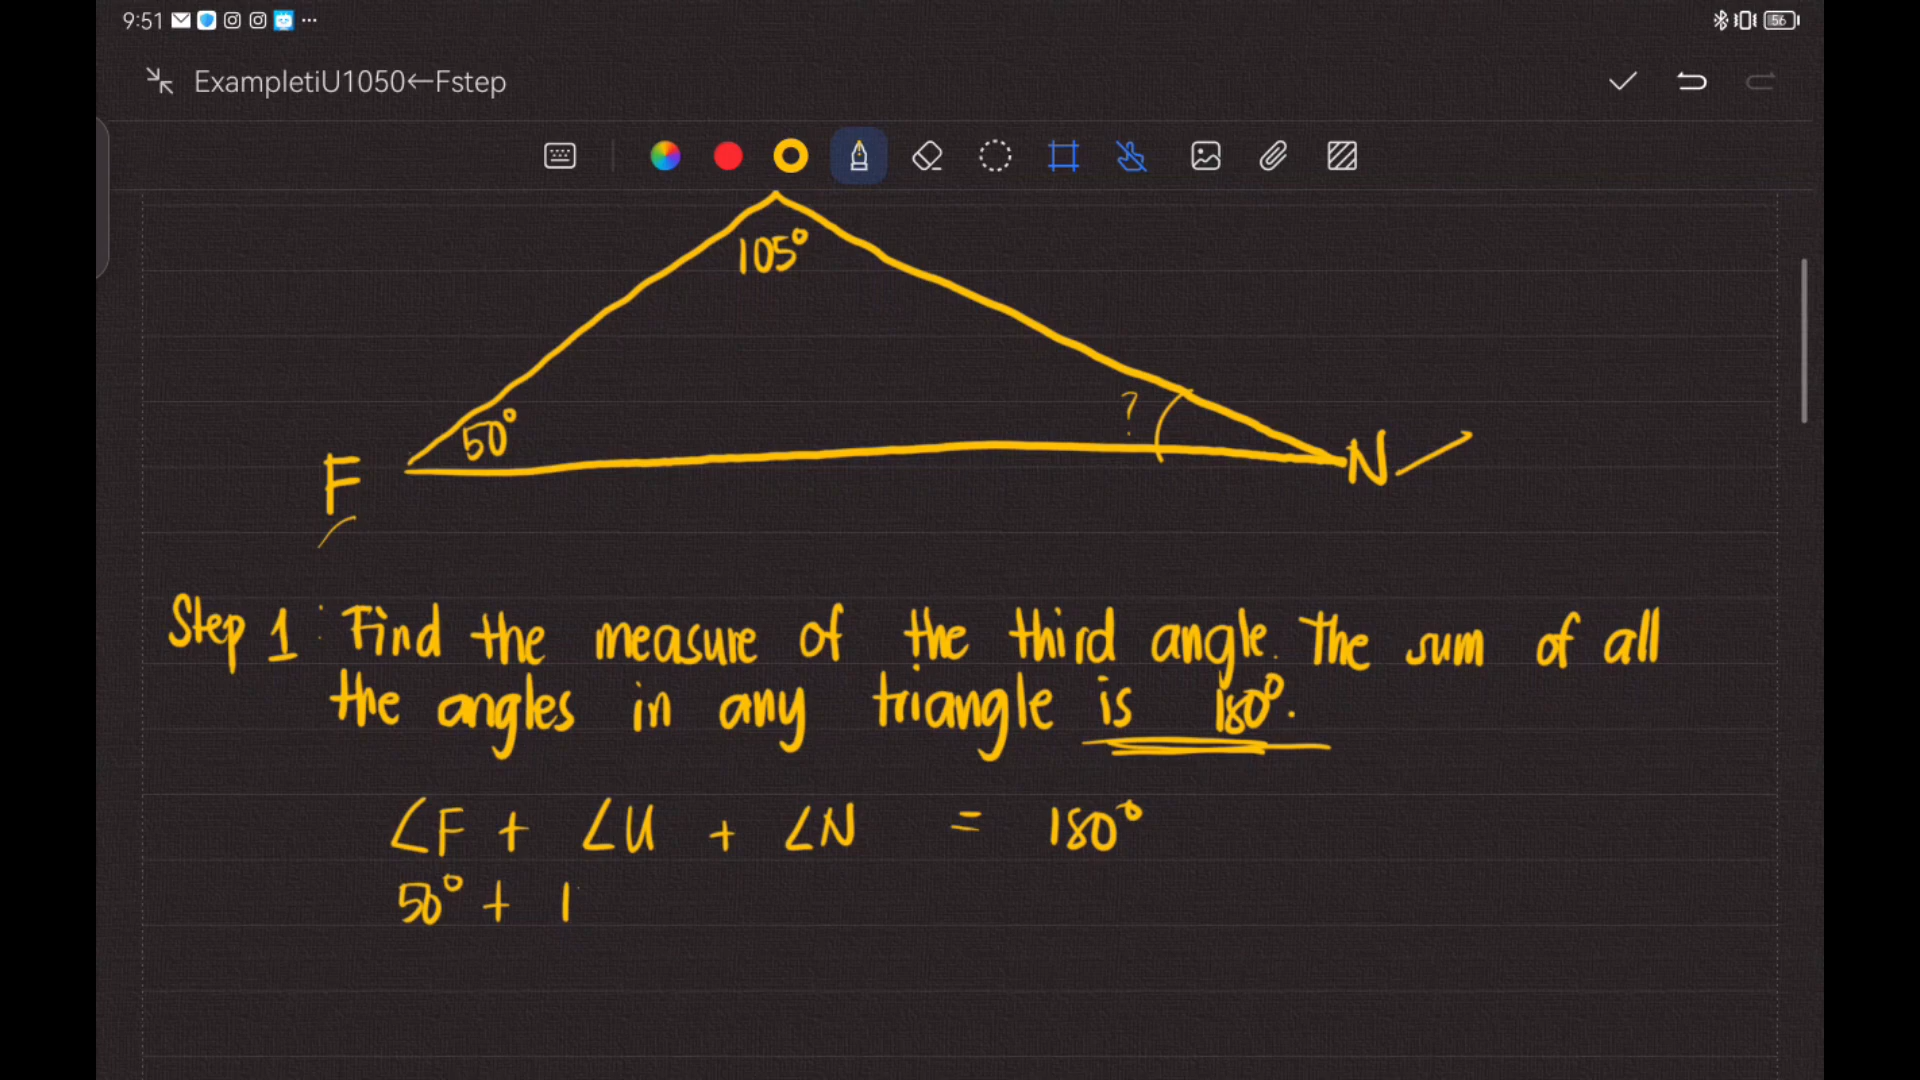 9:51
56
ExampletiU1050←Fstep
105°
50°
?
F
N
Step 1: Find the measure of the third angle. The sum of all
the angles in any triangle is 180°.
∠F + ∠U + ∠N = 180°
50° + 1